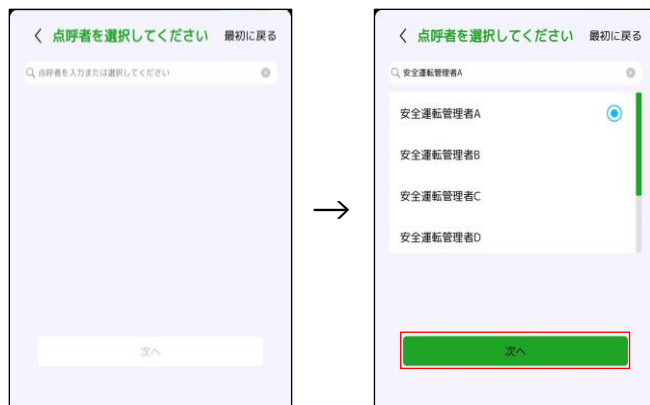 点呼者を選択してください 最初に戻る
点呼者を入力または選択してください
次へ
→
点呼者を選択してください 最初に戻る
安全運転管理者A
安全運転管理者A
安全運転管理者B
安全運転管理者C
安全運転管理者D
次へ